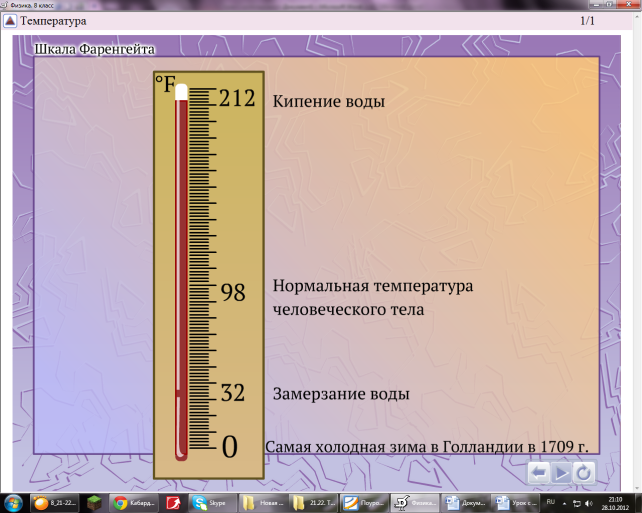 Физика. 8 класс
Температура 1/1
Шкала Фаренгейта
°F
212 Кипение воды
98 Нормальная температура
человеческого тела
32 Замерзание воды
0 Самая холодная зима в Голландии в 1709 г.
8_21-22... Кабард... Skype Новая ... 21.22. Т... Поуро... Физика... Докум... Урок с ... RU 21:10
28.10.2012